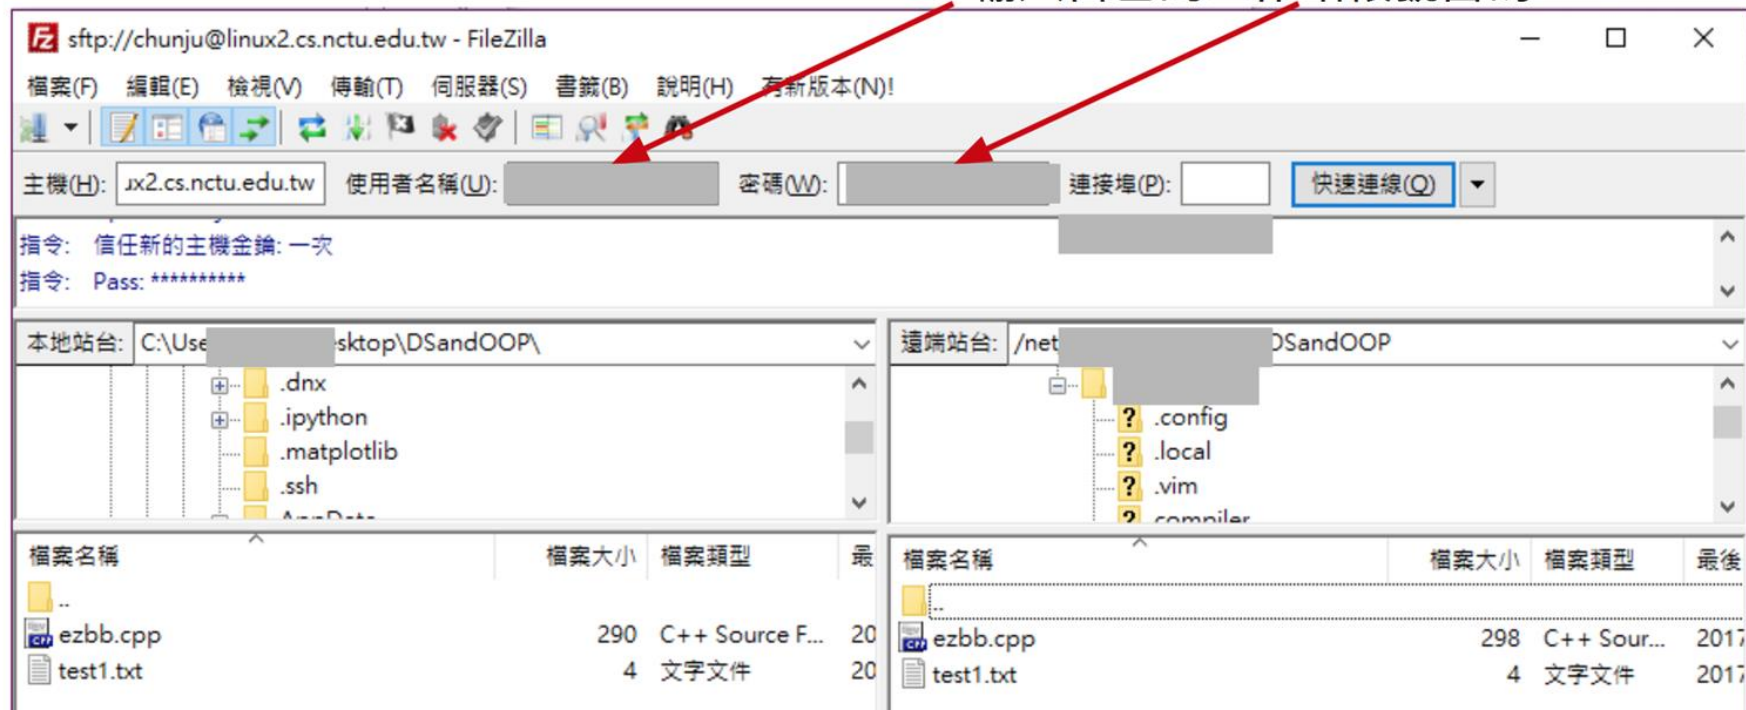 sftp://chunju@linux2.cs.nctu.edu.tw - FileZilla
檔案(F) 編輯(E) 檢視(V) 傳輸(T) 伺服器(S) 書籤(B) 說明(H) 有新版本(N)!
主機(H): ux2.cs.nctu.edu.tw 使用者名稱(U): 密碼(W): 連接埠(P): 快速連線(Q)
指令: 信任新的主機金鑰: 一次
指令: Pass: **********
本地站台: C:\Use sktop\DSandOOP\
遠端站台: /net DSandOOP
.dnx
.ipython
.matplotlib
.ssh
AppData
.config
.local
.vim
compiler
檔案名稱 檔案大小 檔案類型 最
..
ezbb.cpp 290 C++ Source F... 20
test1.txt 4 文字文件 20
檔案名稱 檔案大小 檔案類型 最後
..
ezbb.cpp 298 C++ Sour... 2017
test1.txt 4 文字文件 2017